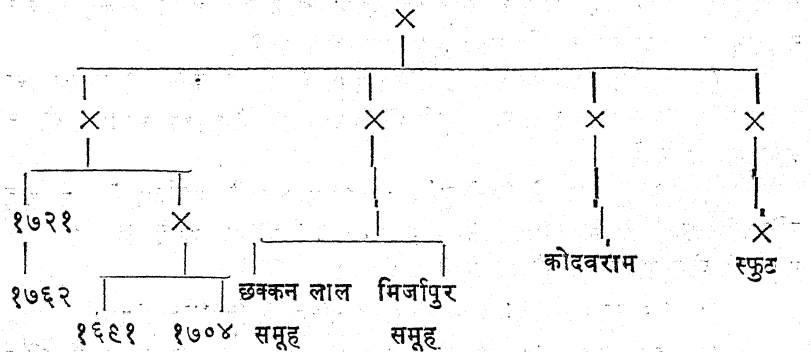 ×
× × × ×
१७२१ × ×
कोदवराम स्फुट
१७६२ छक्कन लाल मिर्जापुर
१६९१ १७०४ समूह समूह